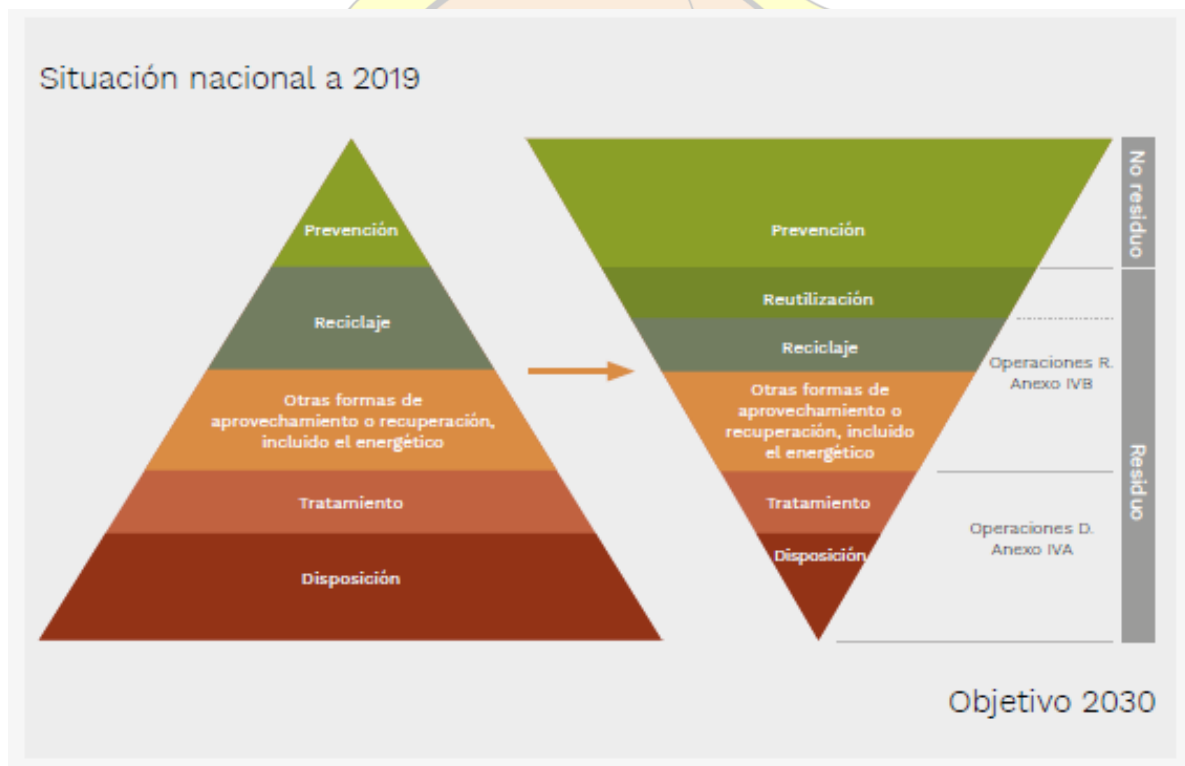 Situación nacional a 2019
Prevención
Reciclaje
Otras formas de
aprovechamiento o recuperación,
incluido el energético
Tratamiento
Disposición
Prevención
Reutilización
Reciclaje
Otras formas de
aprovechamiento o
recuperación, incluido
el energético
Tratamiento
Disposición
No residuo
Operaciones R.
Anexo IVB
Residuo
Operaciones D.
Anexo IVA
Objetivo 2030